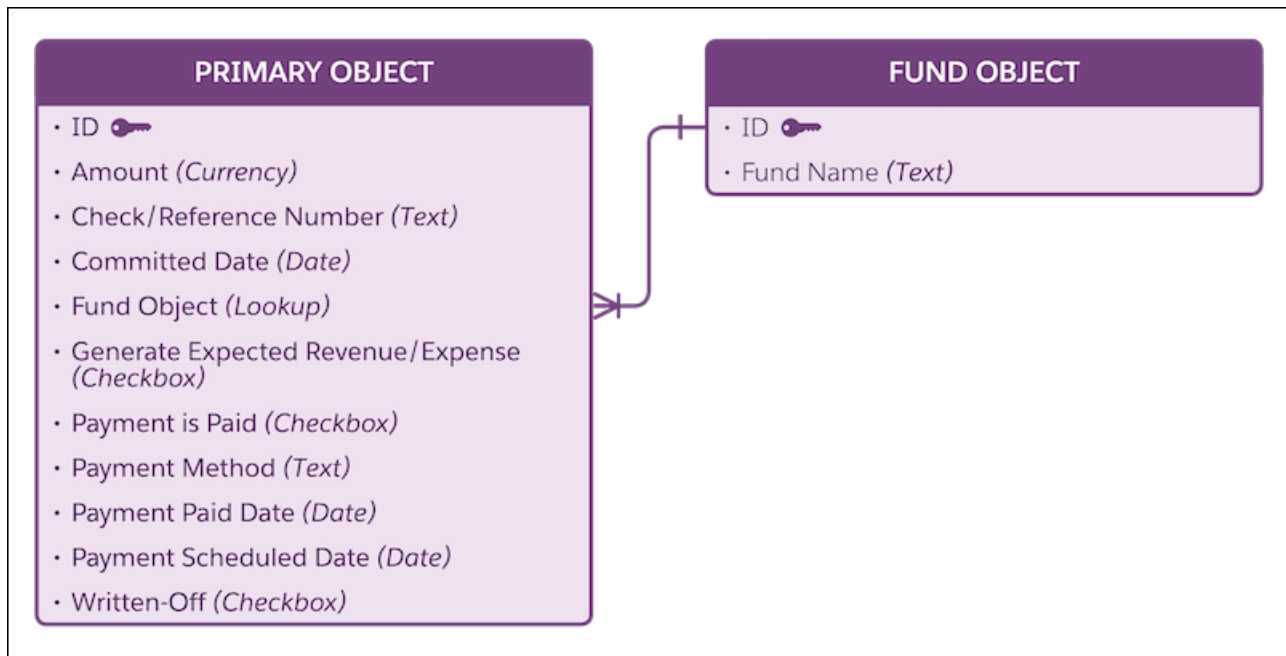 PRIMARY OBJECT
· ID
· Amount (Currency)
· Check/Reference Number (Text)
· Committed Date (Date)
· Fund Object (Lookup)
· Generate Expected Revenue/Expense
(Checkbox)
· Payment is Paid (Checkbox)
· Payment Method (Text)
· Payment Paid Date (Date)
· Payment Scheduled Date (Date)
· Written-Off (Checkbox)
FUND OBJECT
· ID
· Fund Name (Text)